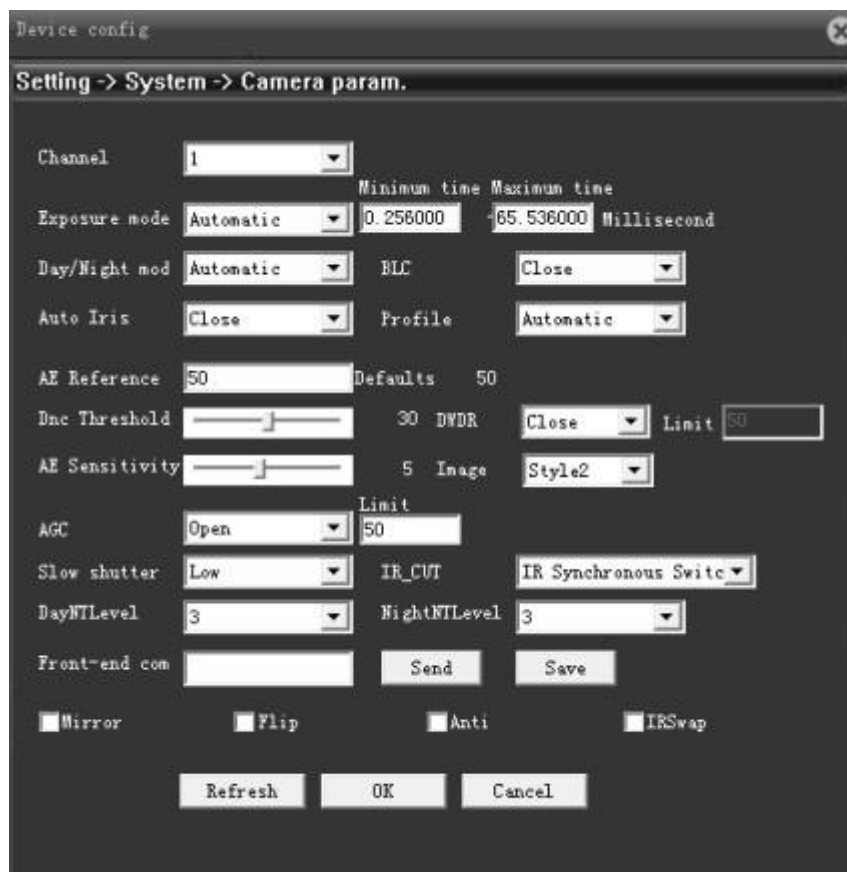 Device config
Setting -> System -> Camera param.
Channel 1
Minimum time Maximum time
Exposure mode Automatic 0.256000 -65.536000 Millisecond
Day/Night mod Automatic BLC Close
Auto Iris Close Profile Automatic
AE Reference 50 Defaults 50
Dnc Threshold 30 DWDR Close Limit 50
AE Sensitivity 5 Image Style2
Limit
AGC Open 50
Slow shutter Low IR_CUT IR Synchronous Switc
DayNTLevel 3 NightNTLevel 3
Front-end com Send Save
Mirror Flip Anti IRSwap
Refresh OK Cancel